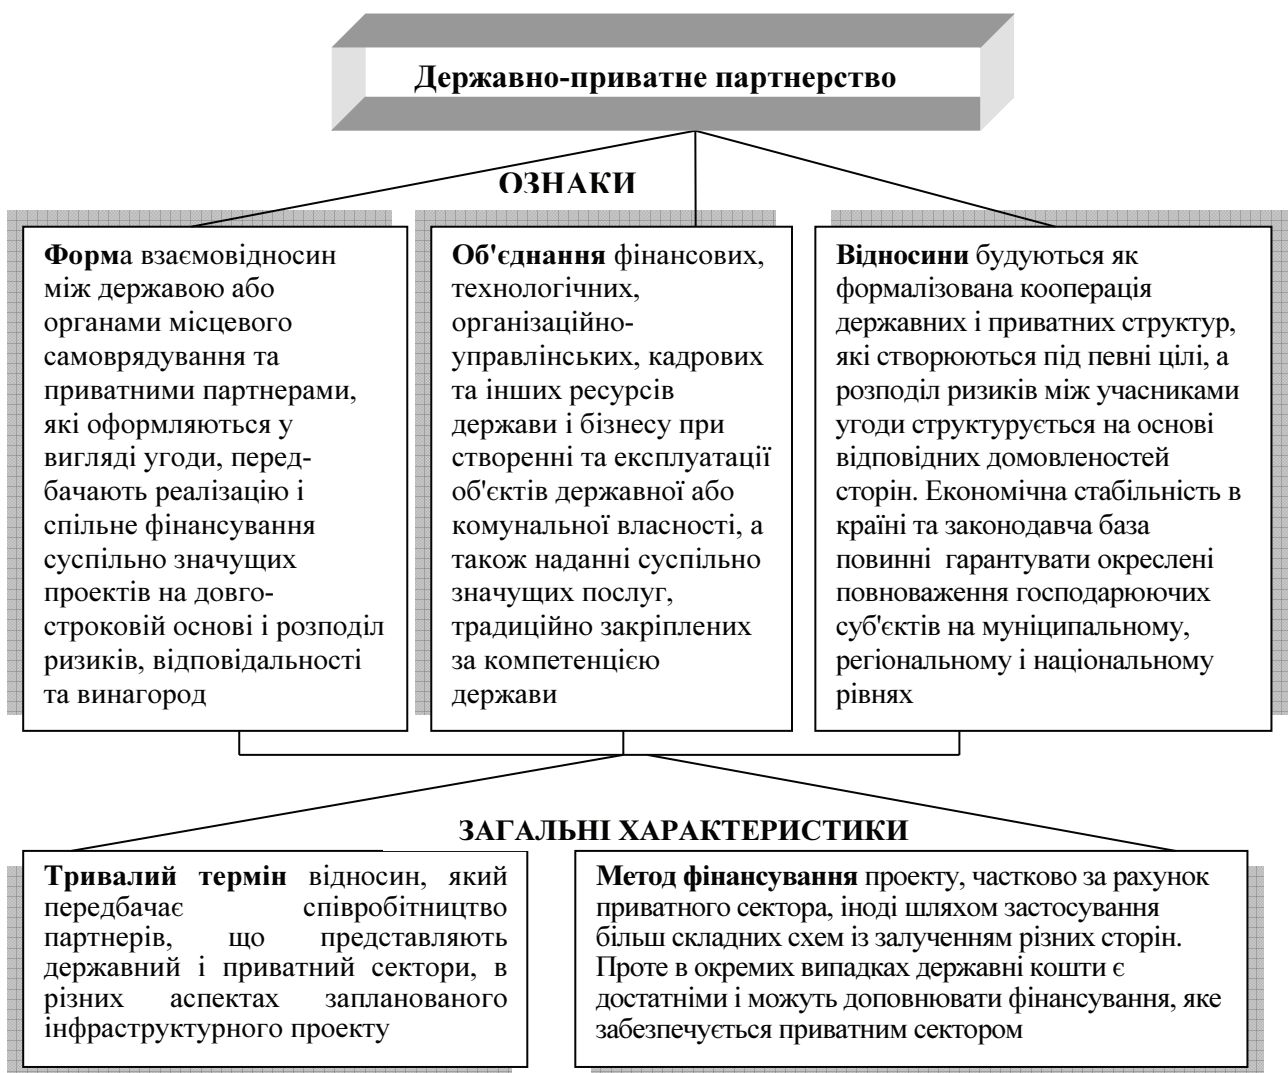 Державно-приватне партнерство
ОЗНАКИ
Форма взаємовідносин
між державою або
органами місцевого
самоврядування та
приватними партнерами,
які оформляються у
вигляді угоди, перед-
бачають реалізацію і
спільне фінансування
суспільно значущих
проектів на довго-
строковій основі і розподіл
ризиків, відповідальності
та винагород
Об'єднання фінансових,
технологічних,
організаційно-
управлінських, кадрових
та інших ресурсів
держави і бізнесу при
створенні та експлуатації
об'єктів державної або
комунальної власності, а
також наданні суспільно
значущих послуг,
традиційно закріплених
за компетенцією
держави
Відносини будуються як
формалізована кооперація
державних і приватних структур,
які створюються під певні цілі, а
розподіл ризиків між учасниками
угоди структурується на основі
відповідних домовленостей
сторін. Економічна стабільність в
країні та законодавча база
повинні гарантувати окреслені
повноваження господарюючих
суб'єктів на муніципальному,
регіональному і національному
рівнях
ЗАГАЛЬНІ ХАРАКТЕРИСТИКИ
Тривалий термін відносин, який
передбачає співробітництво
партнерів, що представляють
державний і приватний сектори, в
різних аспектах запланованого
інфраструктурного проекту
Метод фінансування проекту, частково за рахунок
приватного сектора, іноді шляхом застосування
більш складних схем із залученням різних сторін.
Проте в окремих випадках державні кошти є
достатніми і можуть доповнювати фінансування, яке
забезпечується приватним сектором